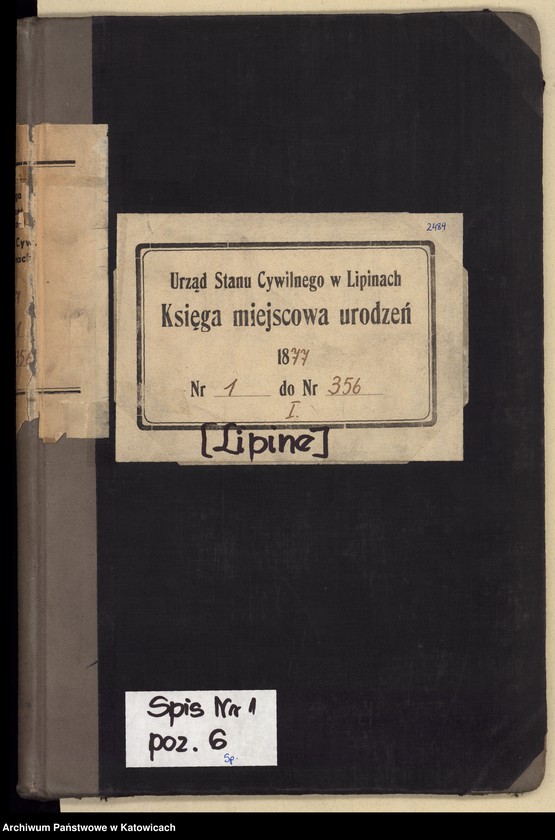 2484
Urząd Stanu Cywilnego w Lipinach
Księga miejscowa urodzeń
1877
Nr 1 do Nr 356
I.
[Lipine]
Spis Nr 1
poz. 6
Sp.
Archiwum Państwowe w Katowicach